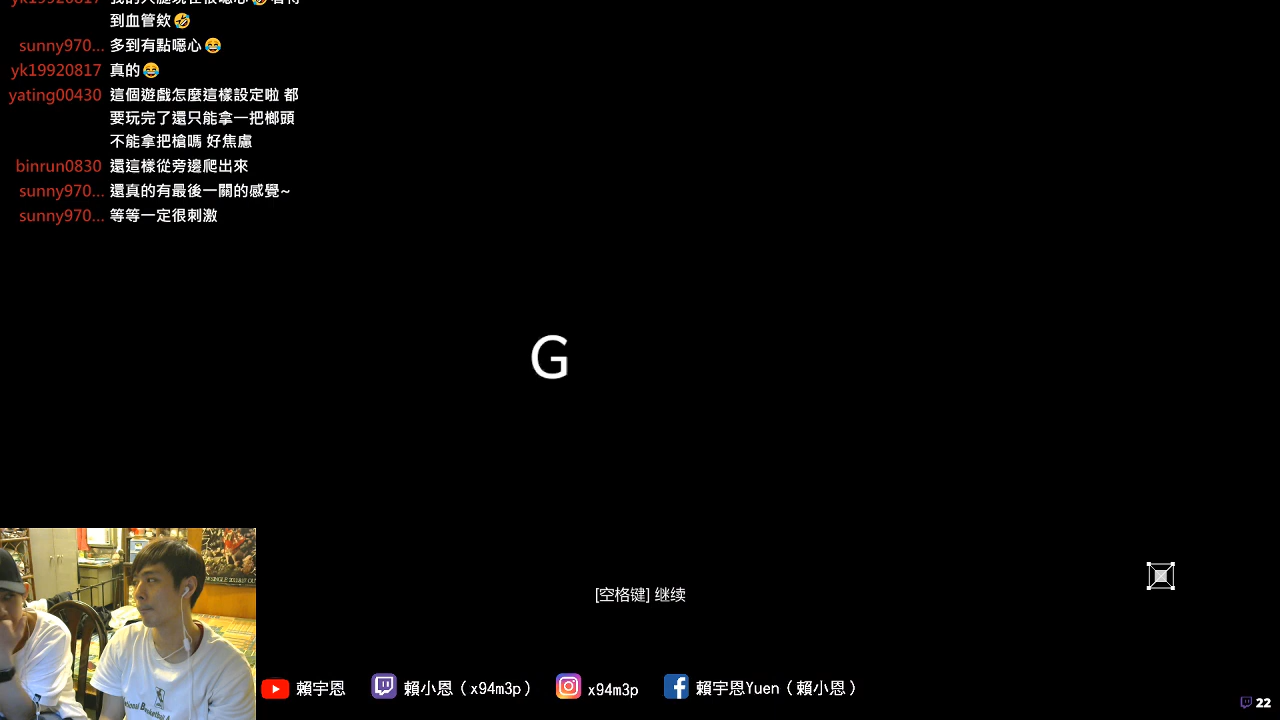 到血管欸🤣
sunny970... 多到有點噁心😂
yk19920817 真的😂
yating00430 這個遊戲怎麼這樣設定啦 都
要玩完了還只能拿一把榔頭
不能拿把槍嗎 好焦慮
binrun0830 還這樣從旁邊爬出來
sunny970... 還真的有最後一關的感覺~
sunny970... 等等一定很刺激
G
[空格键] 继续
賴宇恩
賴小恩（x94m3p）
x94m3p
賴宇恩Yuen（賴小恩）
22